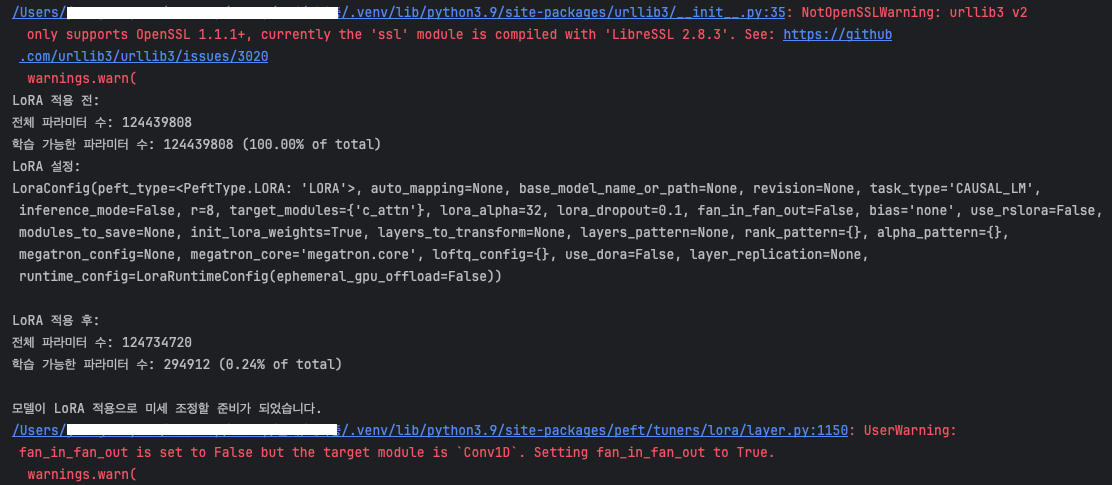 /Users/ /.venv/lib/python3.9/site-packages/urllib3/__init__.py:35: NotOpenSSLWarning: urllib3 v2
only supports OpenSSL 1.1.1+, currently the 'ssl' module is compiled with 'LibreSSL 2.8.3'. See: https://github
.com/urllib3/urllib3/issues/3020
warnings.warn(
LoRA 적용 전:
전체 파라미터 수: 124439808
학습 가능한 파라미터 수: 124439808 (100.00% of total)
LoRA 설정:
LoraConfig(peft_type=<PeftType.LORA: 'LORA'>, auto_mapping=None, base_model_name_or_path=None, revision=None, task_type='CAUSAL_LM',
inference_mode=False, r=8, target_modules={'c_attn'}, lora_alpha=32, lora_dropout=0.1, fan_in_fan_out=False, bias='none', use_rslora=False,
modules_to_save=None, init_lora_weights=True, layers_to_transform=None, layers_pattern=None, rank_pattern={}, alpha_pattern={},
megatron_config=None, megatron_core='megatron.core', loftq_config={}, use_dora=False, layer_replication=None,
runtime_config=LoraRuntimeConfig(ephemeral_gpu_offload=False))
LoRA 적용 후:
전체 파라미터 수: 124734720
학습 가능한 파라미터 수: 294912 (0.24% of total)
모델이 LoRA 적용으로 미세 조정할 준비가 되었습니다.
/Users/ /.venv/lib/python3.9/site-packages/peft/tuners/lora/layer.py:1150: UserWarning:
fan_in_fan_out is set to False but the target module is `Conv1D`. Setting fan_in_fan_out to True.
warnings.warn(